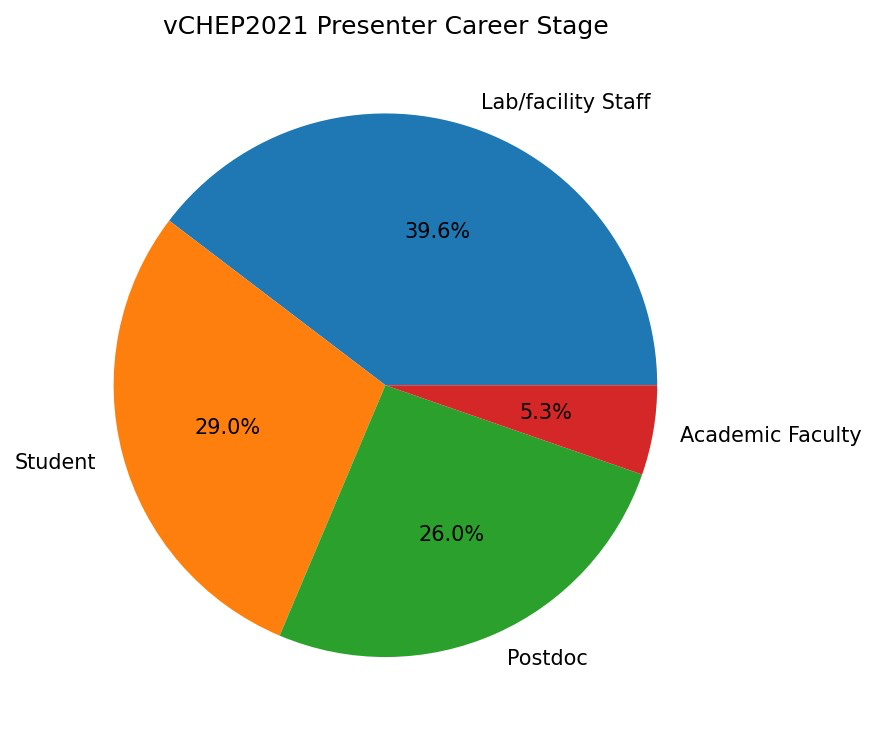 vCHEP2021 Presenter Career Stage
Lab/facility Staff
39.6%
29.0%
Student
5.3%
Academic Faculty
26.0%
Postdoc